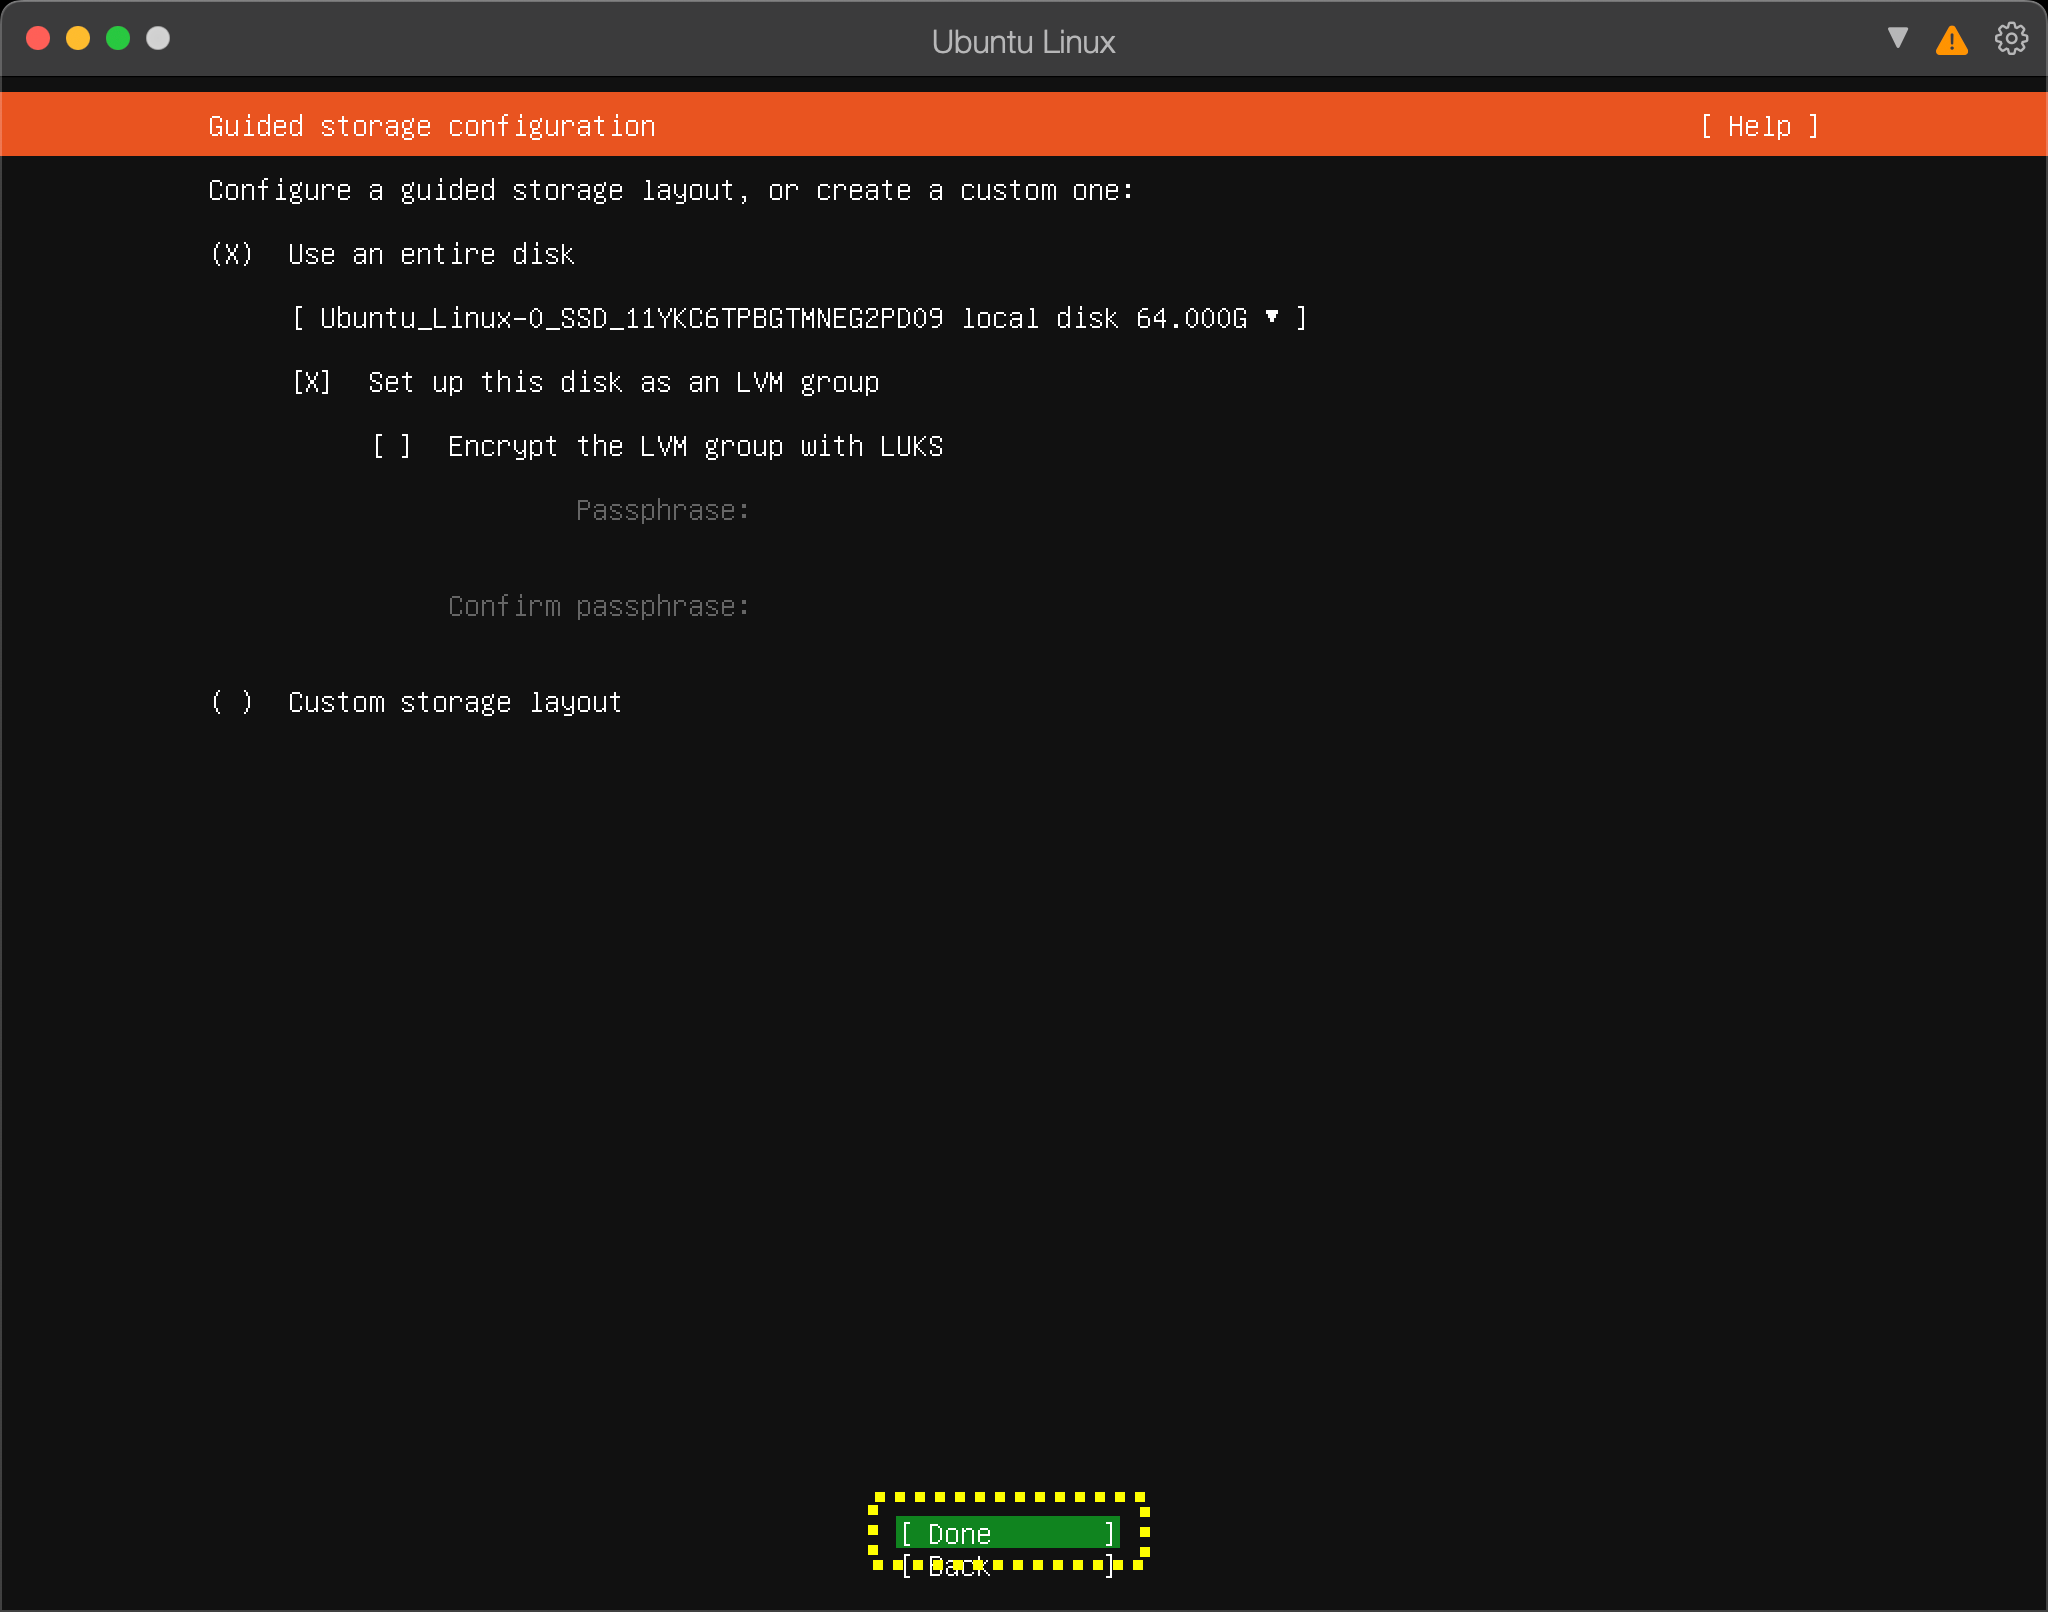 Ubuntu Linux
Guided storage configuration [ Help ]
Configure a guided storage layout, or create a custom one:
(X) Use an entire disk
[ Ubuntu_Linux-0_SSD_11YKC6TPBGTMNEG2PD09 local disk 64.000G ▾ ]
[X] Set up this disk as an LVM group
[ ] Encrypt the LVM group with LUKS
Passphrase:
Confirm passphrase:
( ) Custom storage layout
[ Done ]
[ Back ]